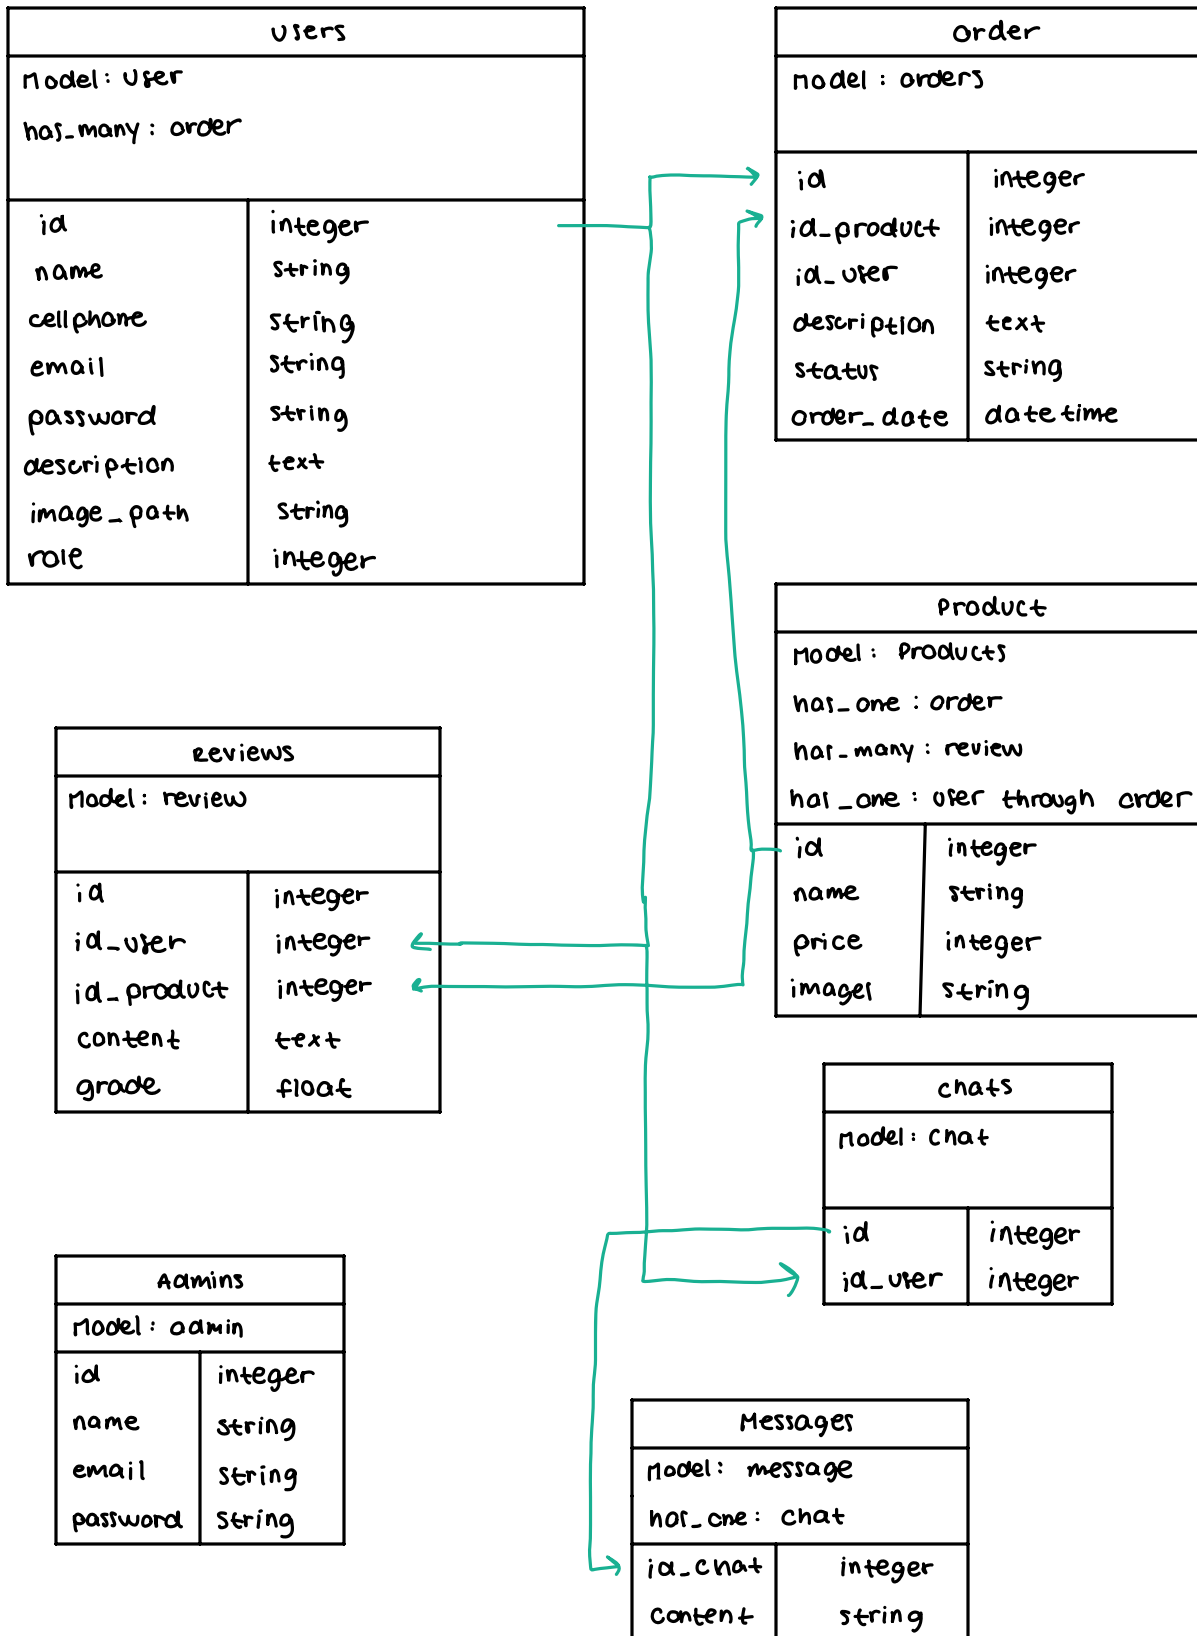 users
Model: User
has_many: order
id integer
name string
cellphone string
email string
password string
description text
image_path string
role integer
order
Model: orders
id integer
id_product integer
id_user integer
description text
status string
order_date datetime
Product
Model: Products
has_one: order
has_many: review
has_one: user through order
id integer
name string
price integer
images string
Reviews
Model: review
id integer
id_user integer
id_product integer
content text
grade float
chats
Model: chat
id integer
id_user integer
Admins
Model: admin
id integer
name string
email string
password string
Messages
Model: message
has_one: chat
id_chat integer
content string